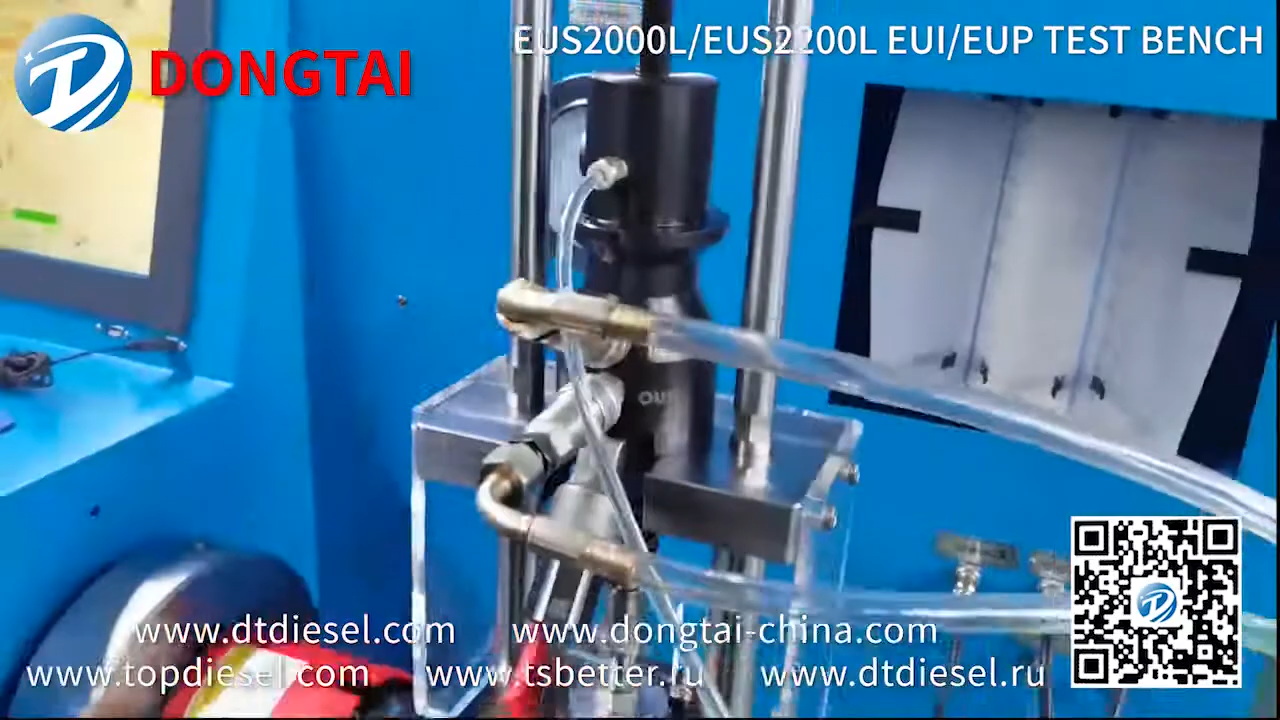 EUS2000L/EUS2200L EUI/EUP TEST BENCH
DONGTAI
OU
www.dtdiesel.com www.dongtai-china.com
www.topdiesel.com www.tsbetter.ru www.dtdiesel.ru